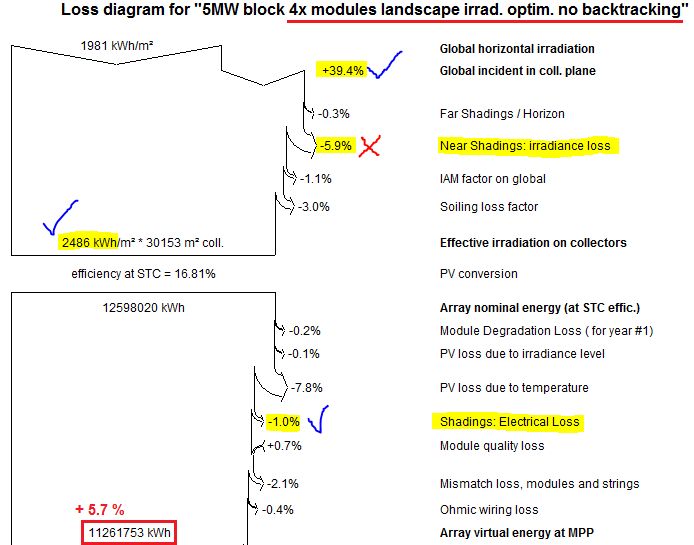 Loss diagram for "5MW block 4x modules landscape irrad. optim. no backtracking"
1981 kWh/m² Global horizontal irradiation
+39.4% Global incident in coll. plane
-0.3% Far Shadings / Horizon
-5.9% Near Shadings: irradiance loss
-1.1% IAM factor on global
-3.0% Soiling loss factor
2486 kWh/m² * 30153 m² coll. Effective irradiation on collectors
efficiency at STC = 16.81% PV conversion
12598020 kWh Array nominal energy (at STC effic.)
-0.2% Module Degradation Loss ( for year #1)
-0.1% PV loss due to irradiance level
-7.8% PV loss due to temperature
-1.0% Shadings: Electrical Loss
+0.7% Module quality loss
-2.1% Mismatch loss, modules and strings
+ 5.7 % -0.4% Ohmic wiring loss
11261753 kWh Array virtual energy at MPP